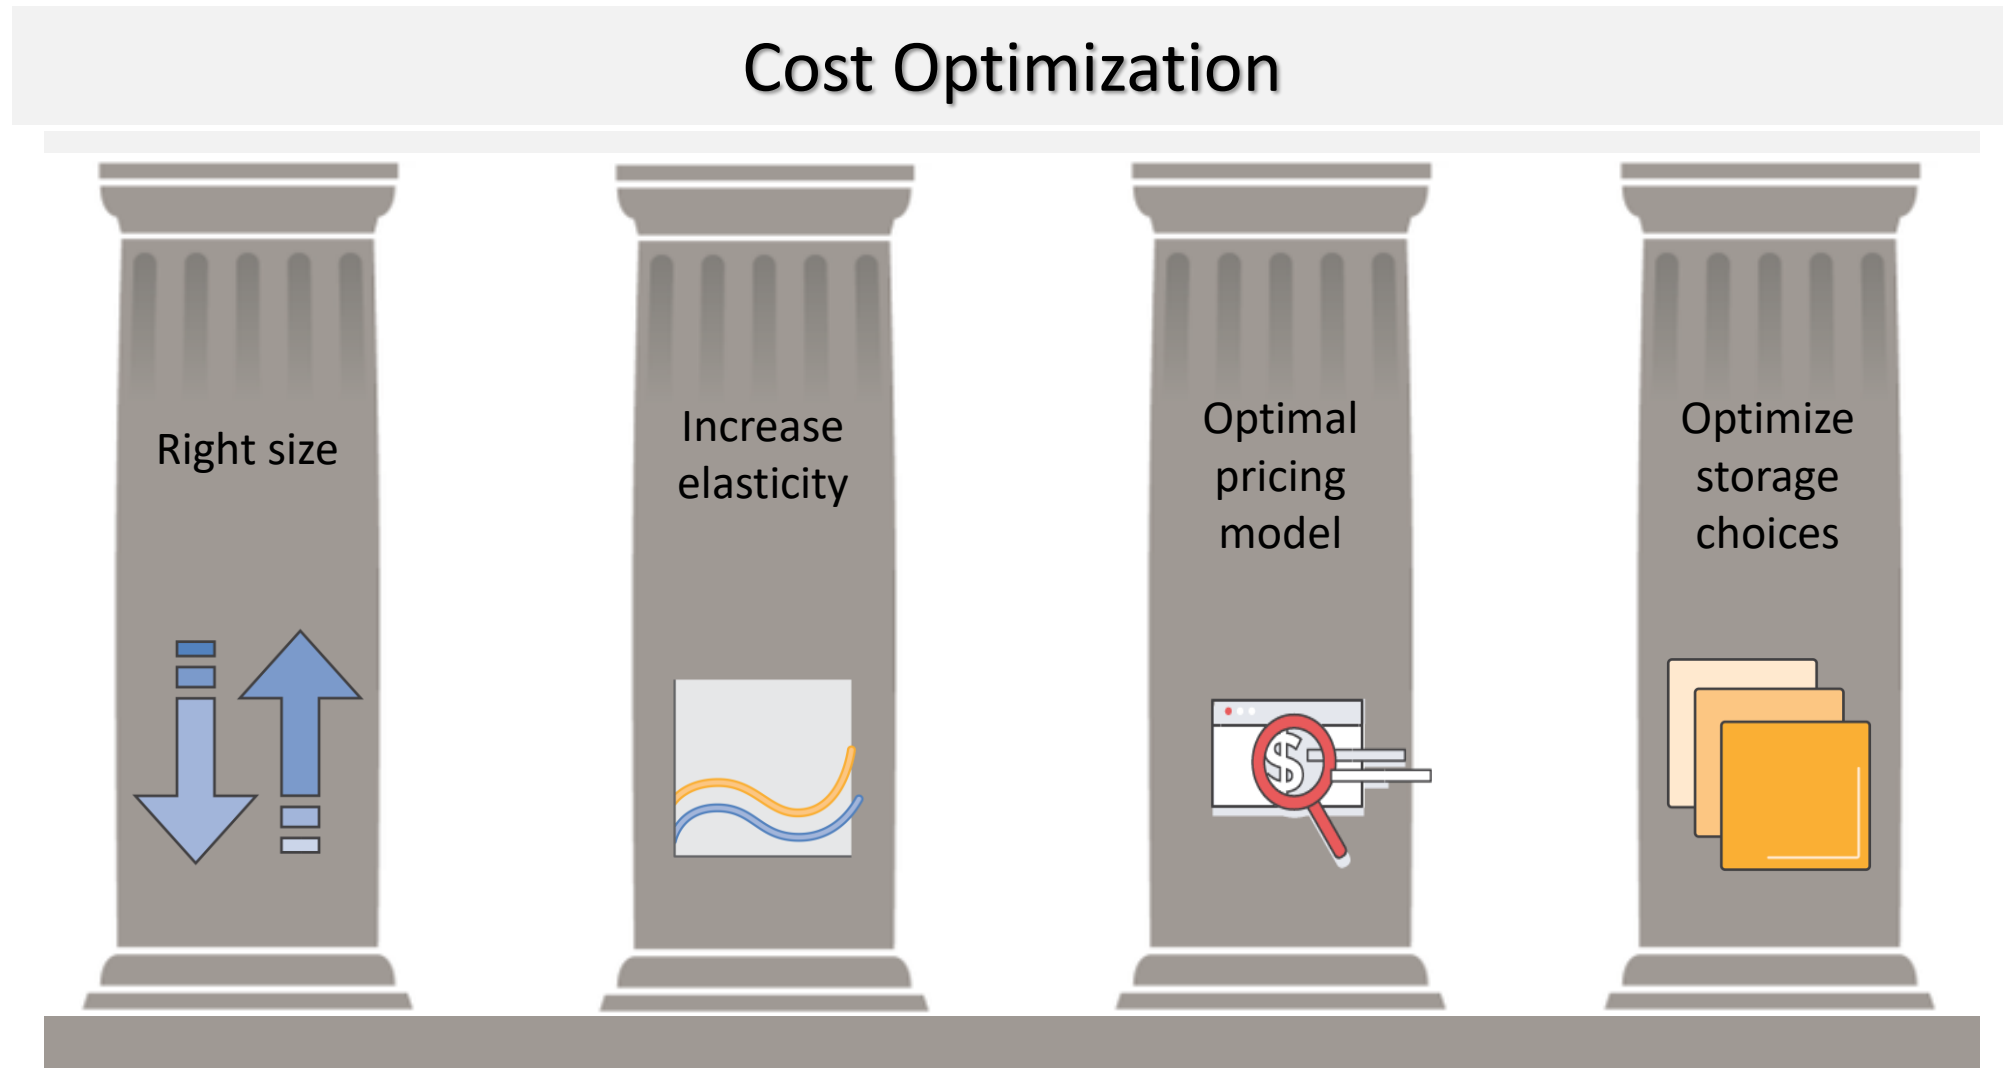 Cost Optimization
Right size
Increase
elasticity
Optimal
pricing
model
Optimize
storage
choices
$